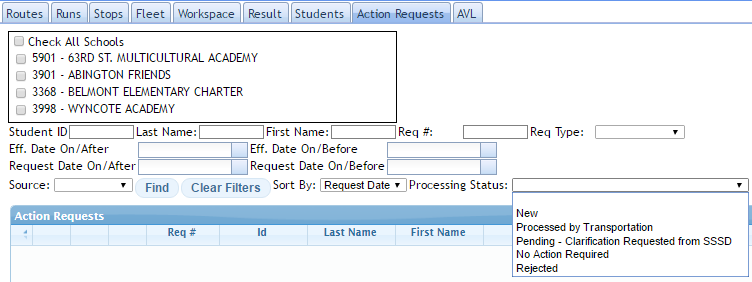 Routes Runs Stops Fleet Workspace Result Students Action Requests AVL
Check All Schools
5901 - 63RD ST. MULTICULTURAL ACADEMY
3901 - ABINGTON FRIENDS
3368 - BELMONT ELEMENTARY CHARTER
3998 - WYNCOTE ACADEMY
Student ID Last Name: First Name: Req #: Req Type:
Eff. Date On/After Eff. Date On/Before
Request Date On/After Request Date On/Before
Source: Find Clear Filters Sort By: Request Date Processing Status:
New
Processed by Transportation
Pending - Clarification Requested from SSSD
No Action Required
Rejected
Action Requests
Req # Id Last Name First Name